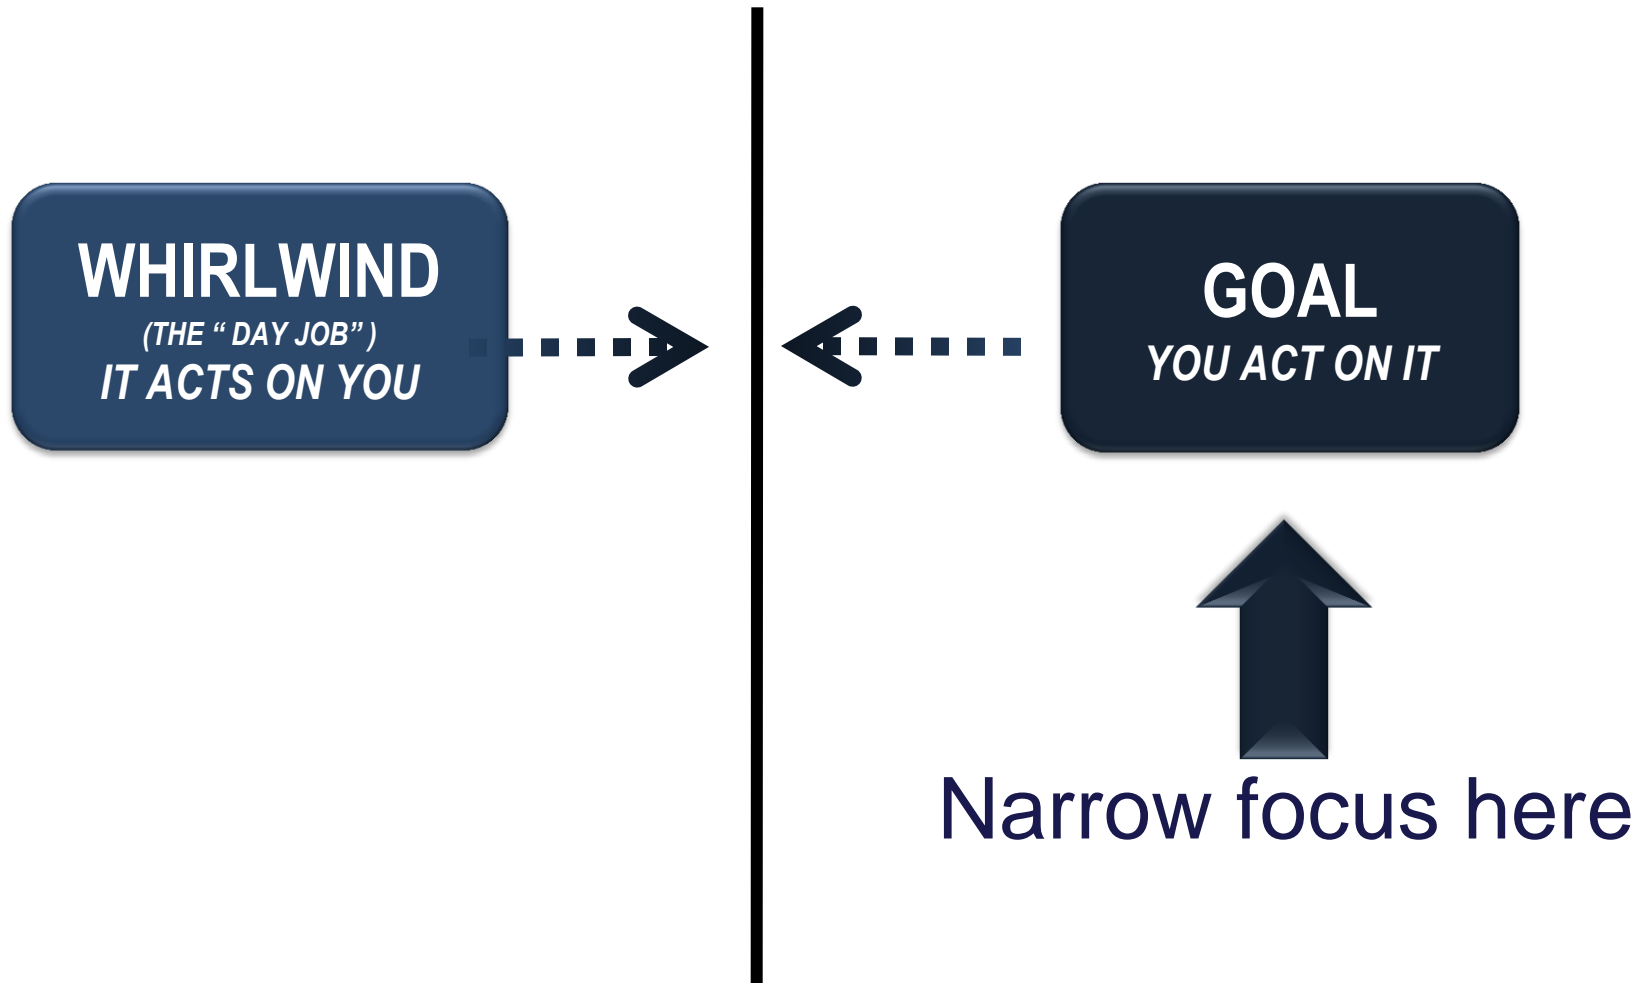 WHIRLWIND
(THE “ DAY JOB” )
IT ACTS ON YOU
GOAL
YOU ACT ON IT
Narrow focus here